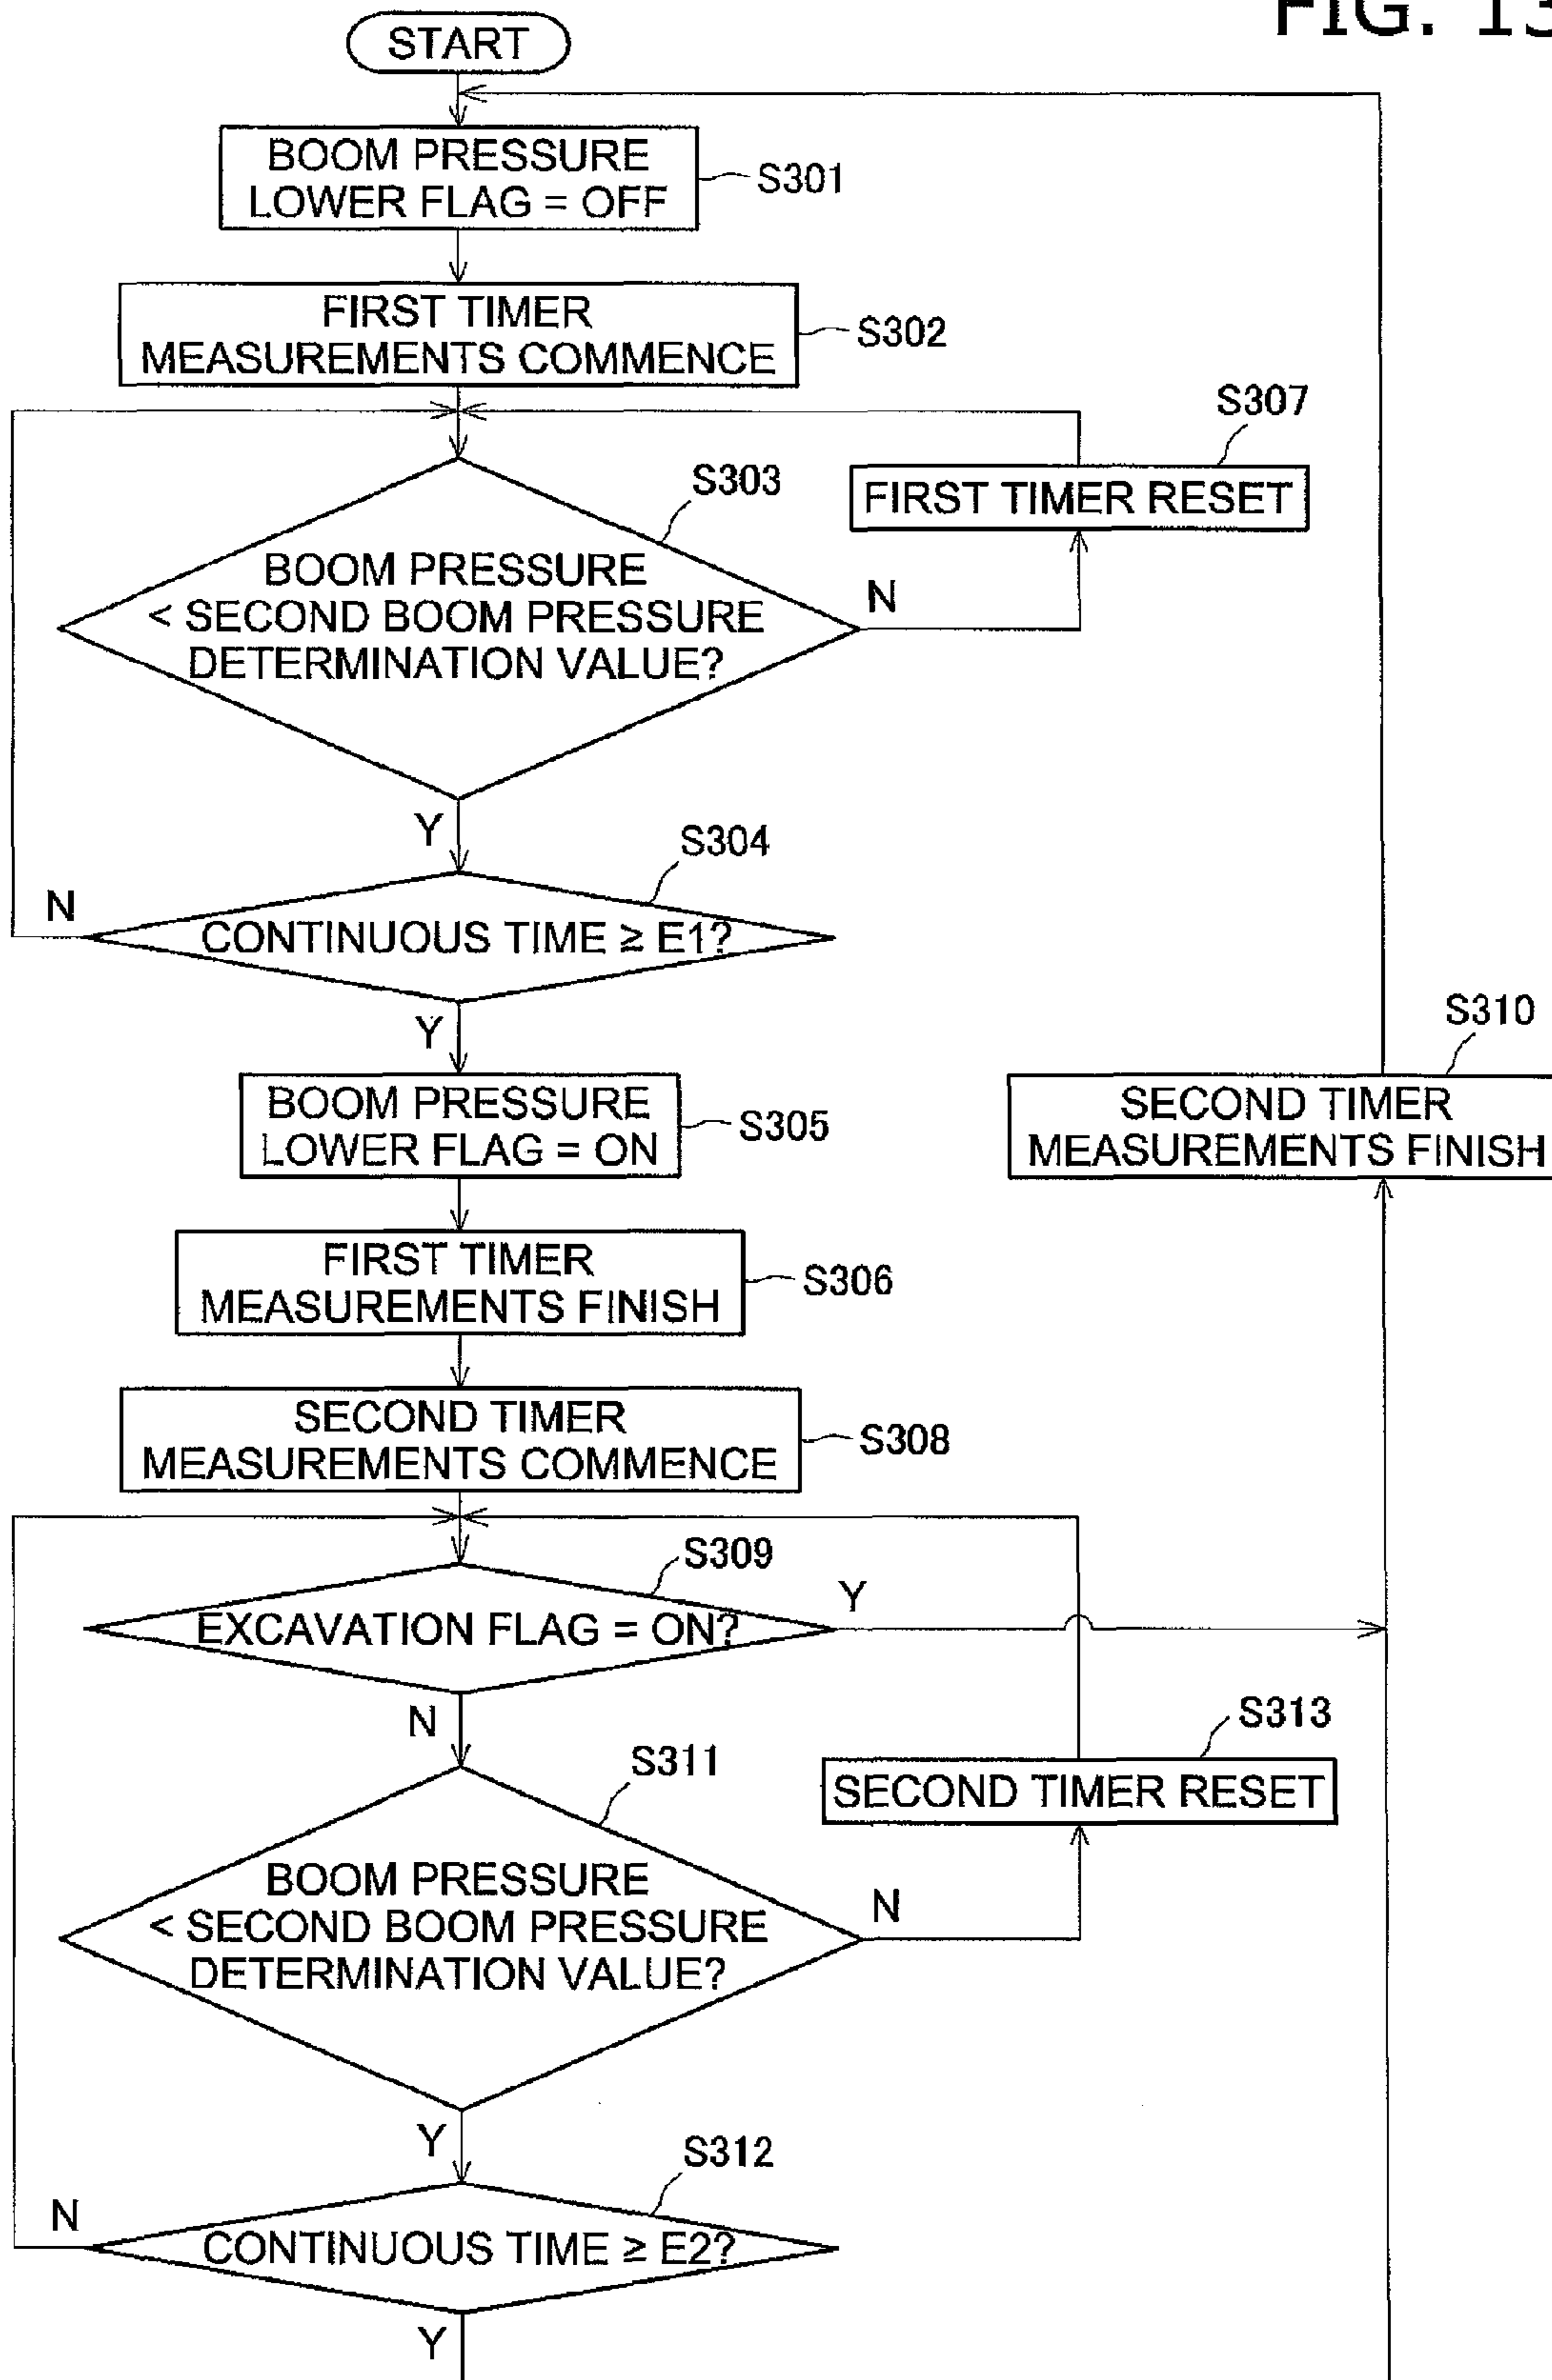 FIG. 13
START
BOOM PRESSURE
LOWER FLAG = OFF
S301
FIRST TIMER
MEASUREMENTS COMMENCE
S302
S307
FIRST TIMER RESET
S303
BOOM PRESSURE
< SECOND BOOM PRESSURE
DETERMINATION VALUE?
N
Y
S304
N
CONTINUOUS TIME ≥ E1?
Y
S310
BOOM PRESSURE
LOWER FLAG = ON
S305
SECOND TIMER
MEASUREMENTS FINISH
FIRST TIMER
MEASUREMENTS FINISH
S306
SECOND TIMER
MEASUREMENTS COMMENCE
S308
S309
EXCAVATION FLAG = ON?
Y
N
S313
SECOND TIMER RESET
S311
BOOM PRESSURE
< SECOND BOOM PRESSURE
DETERMINATION VALUE?
N
Y
S312
N
CONTINUOUS TIME ≥ E2?
Y